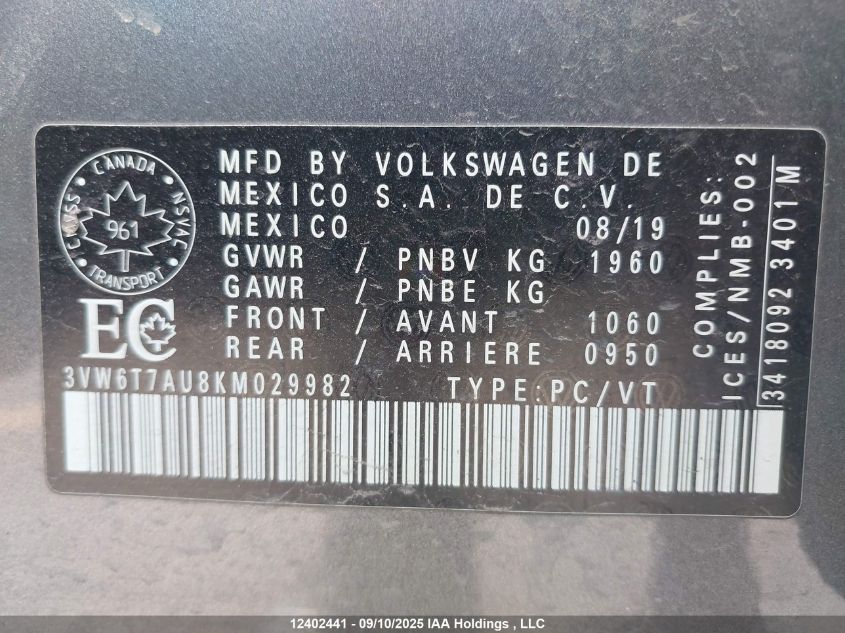 CANADA
CMVSS NSVAC
961
TRANSPORT
EC
MFD BY VOLKSWAGEN DE
MEXICO S.A. DE C.V.
MEXICO 08/19
GVWR / PNBV KG 1960
GAWR / PNBE KG
FRONT / AVANT 1060
REAR / ARRIERE 0950
3VW6T7AU8KM029982 TYPE:PC/VT
COMPLIES:
ICES/NMB-002
3418092 3401 M
12402441 - 09/10/2025 IAA Holdings , LLC